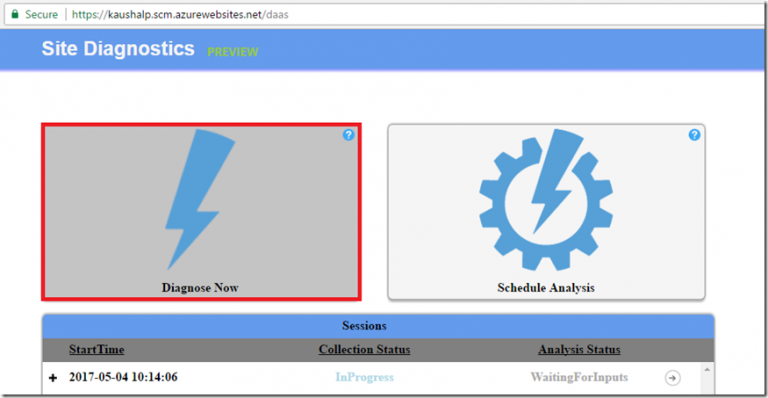 Secure | https://kaushalp.scm.azurewebsites.net/daas
Site Diagnostics PREVIEW
?
?
Diagnose Now
Schedule Analysis
Sessions
StartTime Collection Status Analysis Status
+ 2017-05-04 10:14:06 InProgress WaitingForInputs